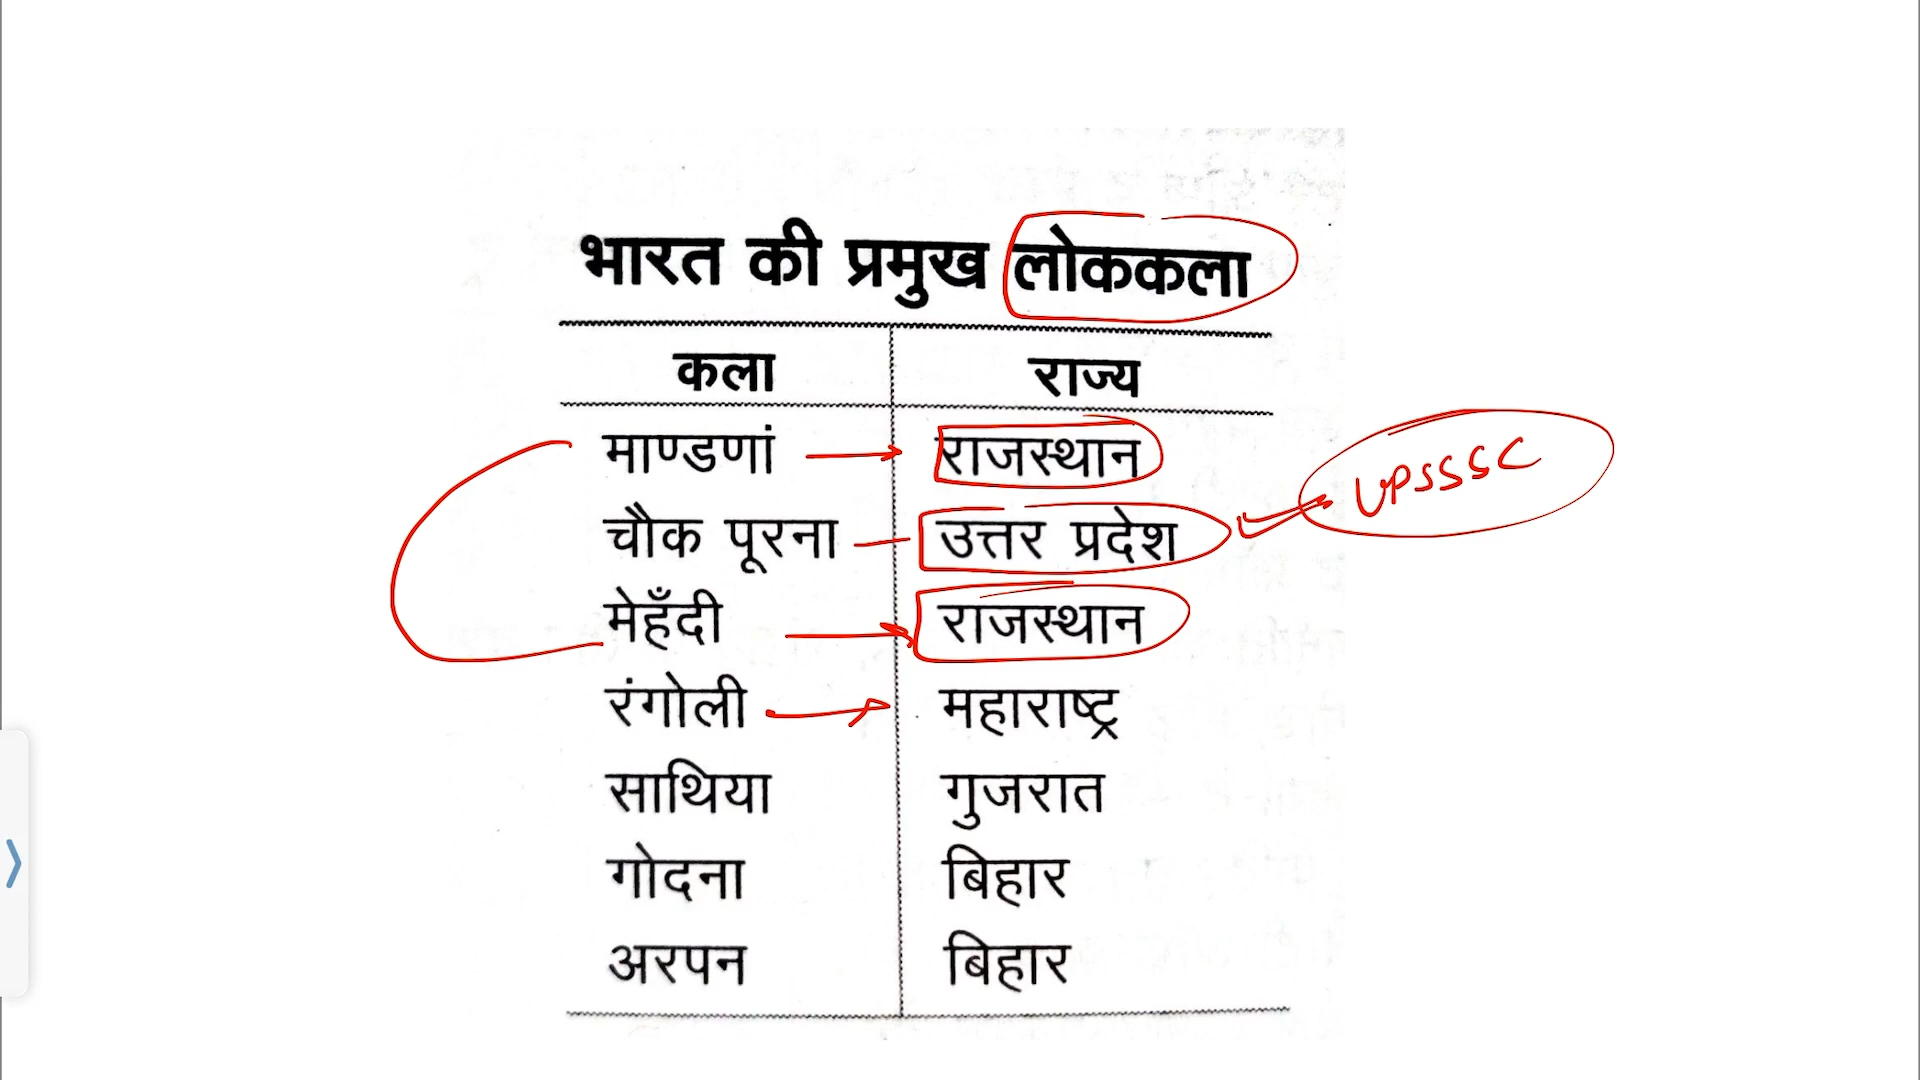 भारत की प्रमुख लोककला
कला राज्य
माण्डणां राजस्थान
चौक पूरना उत्तर प्रदेश UPSSSC
मेहँदी राजस्थान
रंगोली महाराष्ट्र
साथिया गुजरात
गोदना बिहार
अरपन बिहार